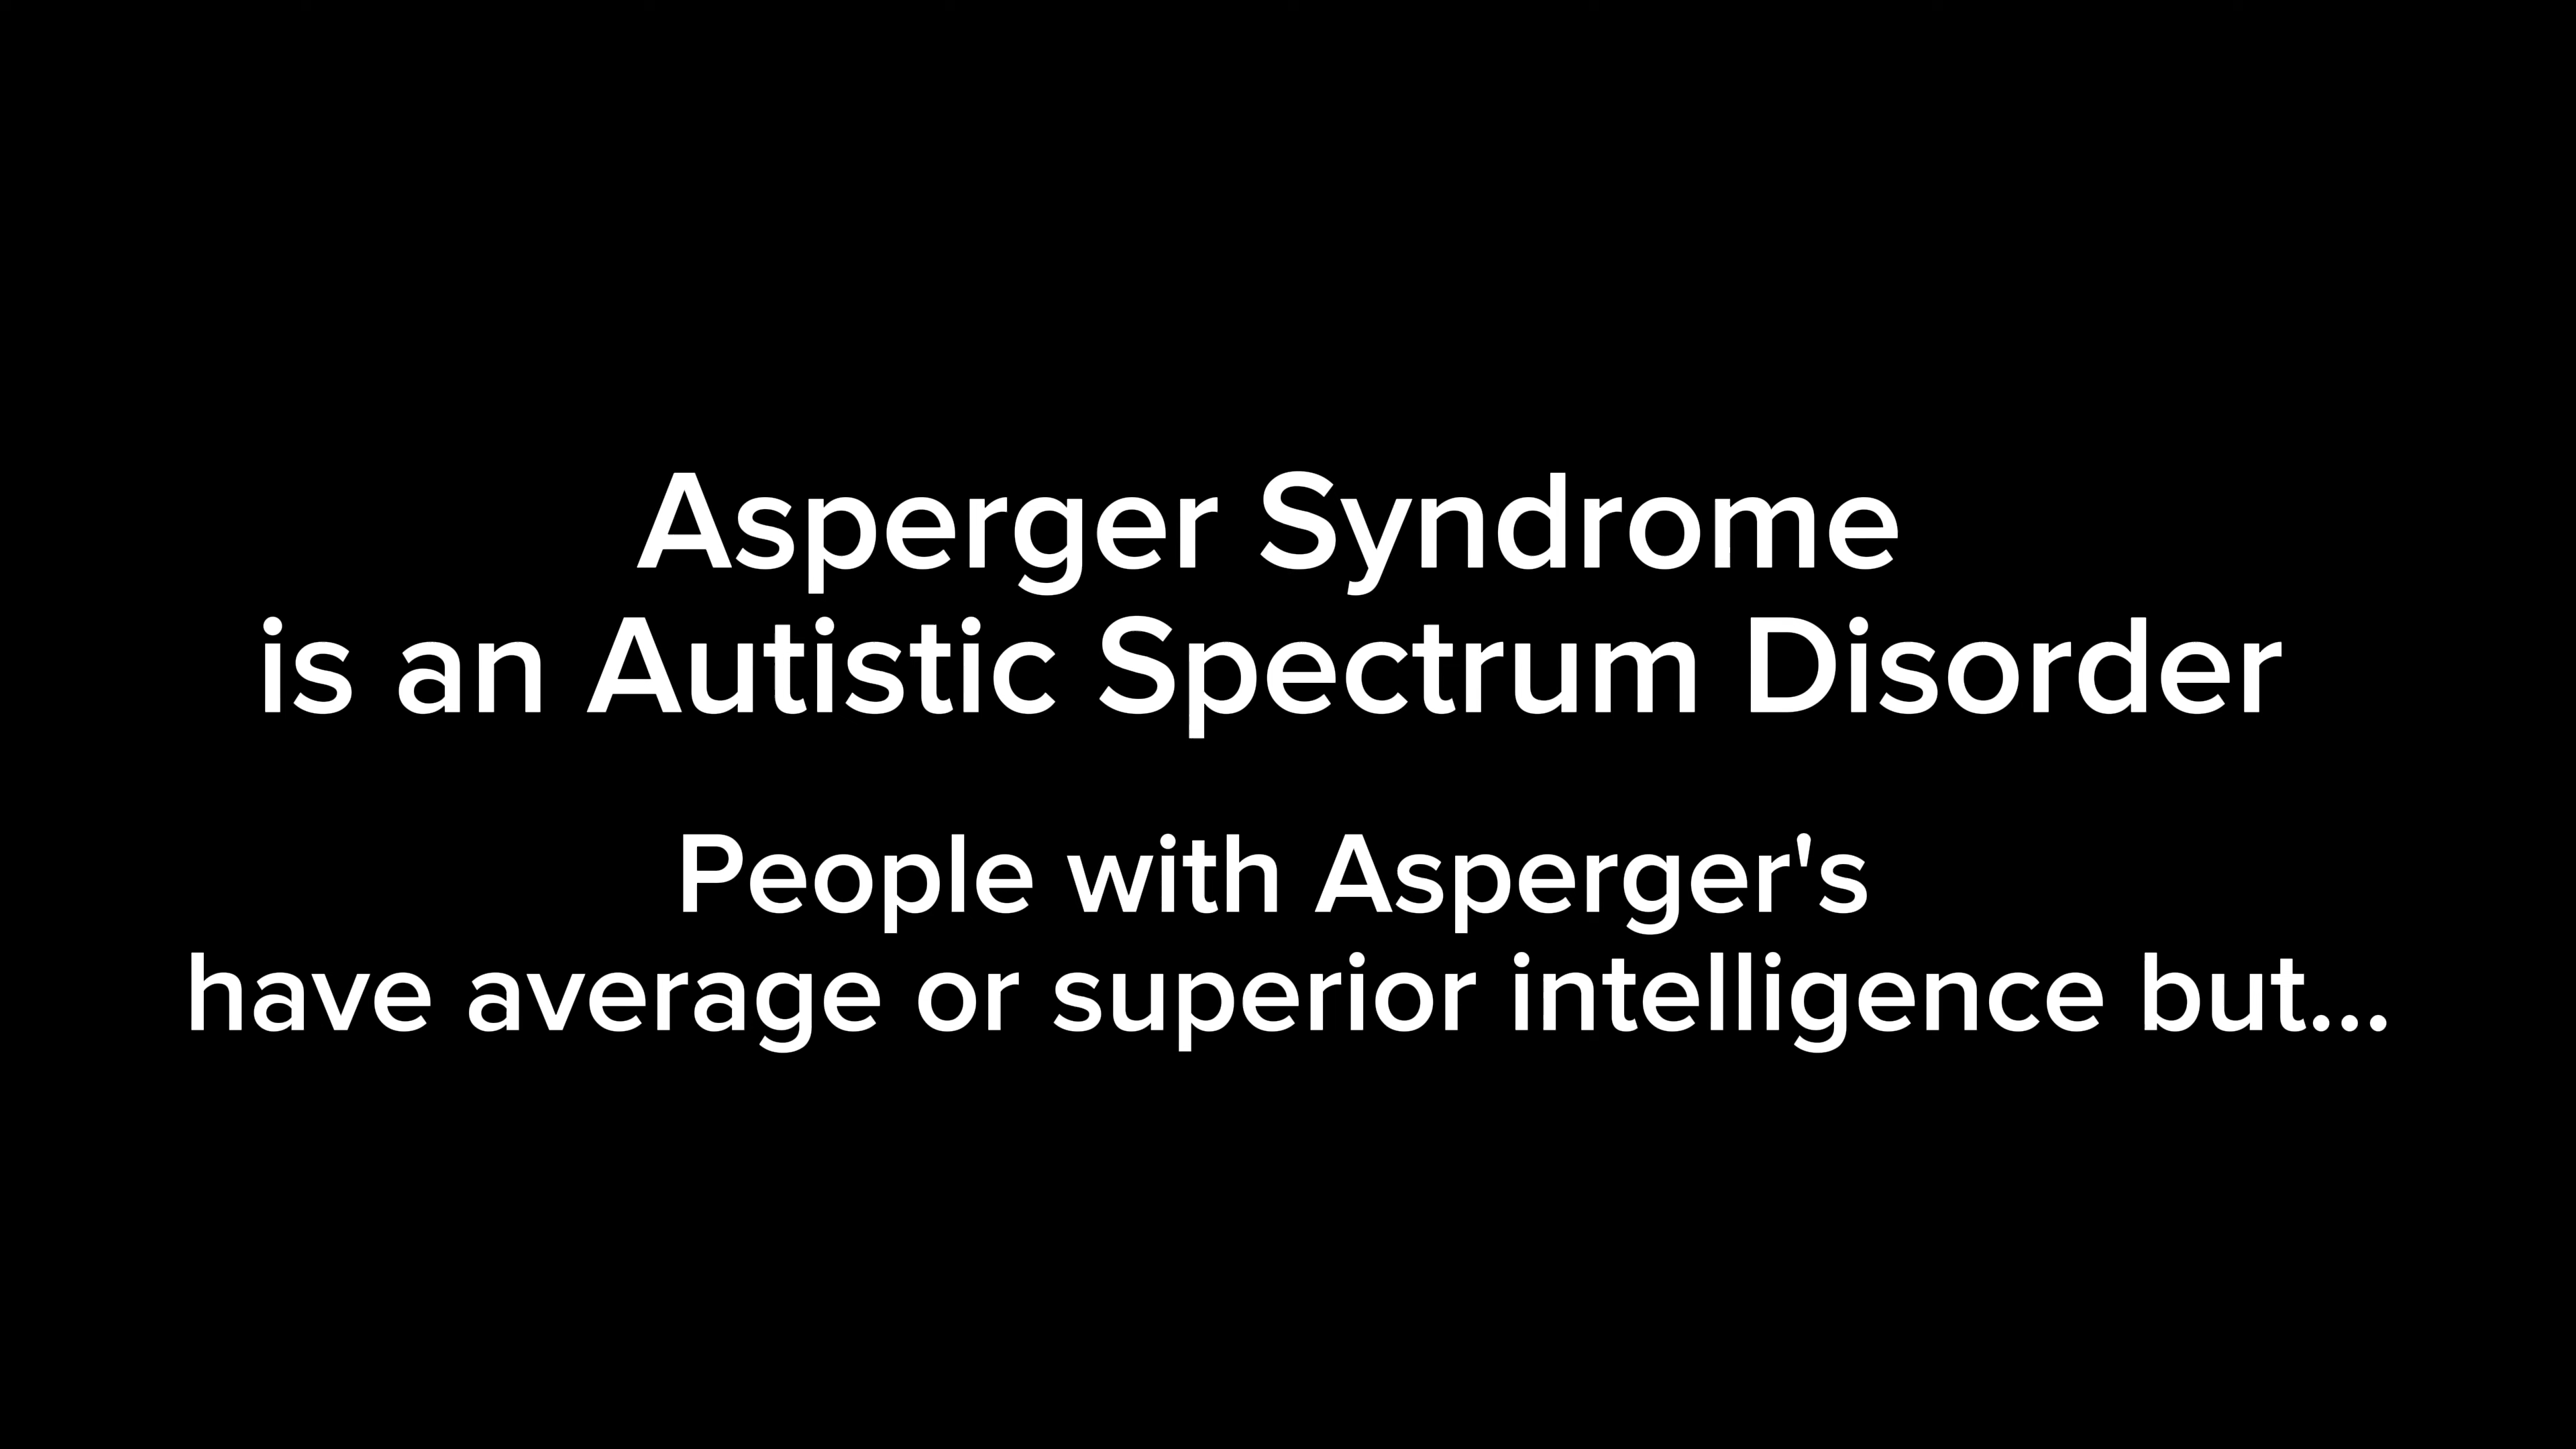 Asperger Syndrome
is an Autistic Spectrum Disorder
People with Asperger's
have average or superior intelligence but...